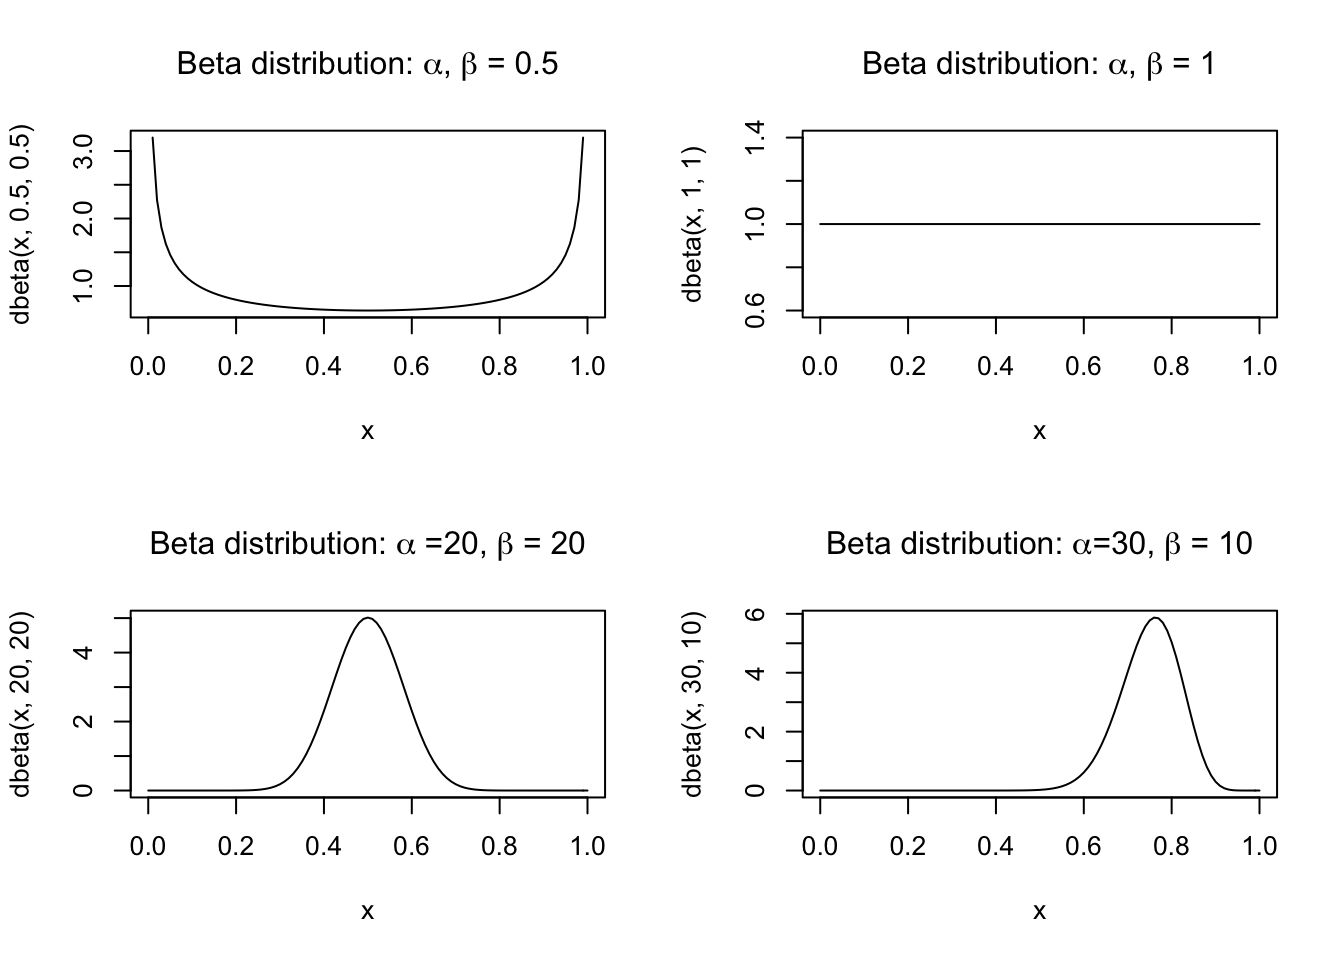 Beta distribution: α, β = 0.5
dbeta(x, 0.5, 0.5)
3.0
2.0
1.0
0.0 0.2 0.4 0.6 0.8 1.0
x
Beta distribution: α, β = 1
dbeta(x, 1, 1)
1.4
1.0
0.6
0.0 0.2 0.4 0.6 0.8 1.0
x
Beta distribution: α =20, β = 20
dbeta(x, 20, 20)
4
2
0
0.0 0.2 0.4 0.6 0.8 1.0
x
Beta distribution: α=30, β = 10
dbeta(x, 30, 10)
6
4
2
0
0.0 0.2 0.4 0.6 0.8 1.0
x